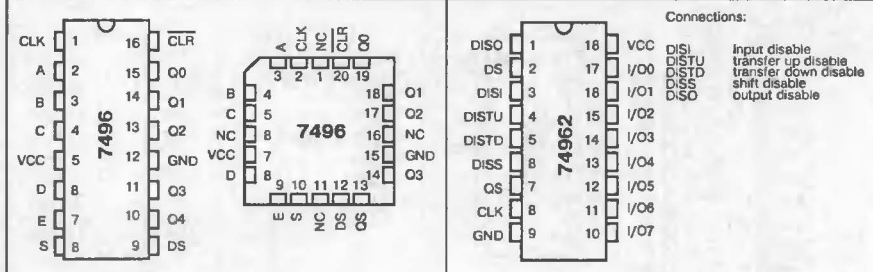 CLK 1 16 C̅L̅R̅
A 2 15 Q0
B 3 14 Q1
C 4 13 Q2
VCC 5 12 GND
D 6 11 Q3
E 7 10 Q4
S 8 9 DS
7496
A CLK NC C̅L̅R̅ Q0
3 2 1 20 19
B 4 18 Q1
C 5 17 Q2
NC 6 16 NC
VCC 7 15 GND
D 8 14 Q3
7496
9 10 11 12 13
E S NC DS QS
DISO 1 18 VCC
DS 2 17 I/O0
DISI 3 16 I/O1
DISTU 4 15 I/O2
DISTD 5 14 I/O3
DISS 6 13 I/O4
QS 7 12 I/O5
CLK 8 11 I/O6
GND 9 10 I/O7
74962
Connections:
DISI input disable
DISTU transfer up disable
DISTD transfer down disable
DISS shift disable
DISO output disable